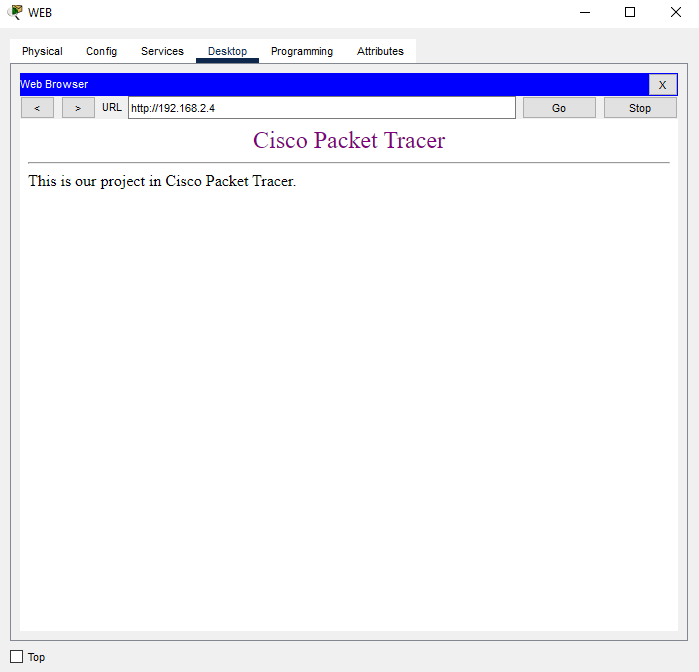 WEB
Physical Config Services Desktop Programming Attributes
Web Browser X
< > URL http://192.168.2.4 Go Stop
Cisco Packet Tracer
This is our project in Cisco Packet Tracer.
Top